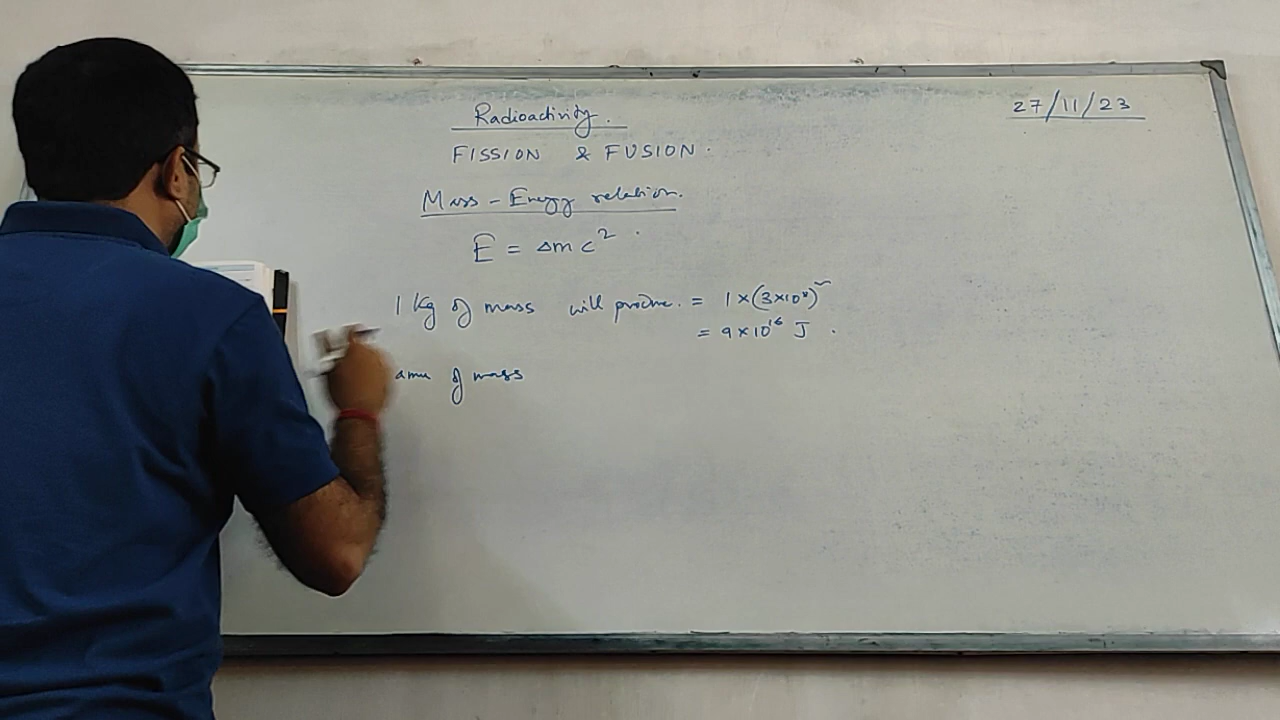 27/11/23
Radioactivity.
FISSION & FUSION.
Mass - Energy relation.
E = Δmc²
1 Kg of mass will produce. = 1×(3×10⁸)²
= 9×10¹⁶ J.
amu of mass